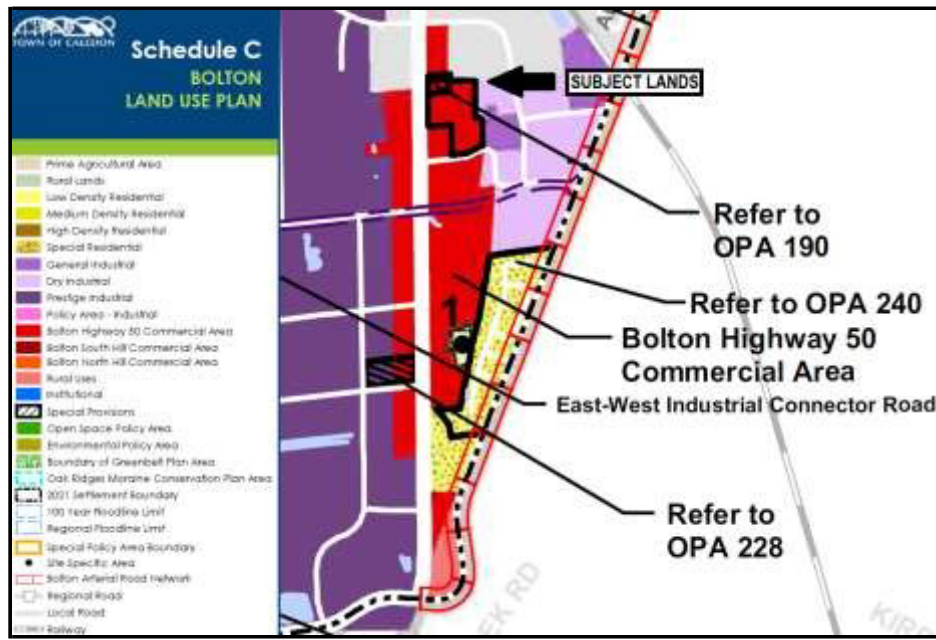 TOWN OF CALEDON
Schedule C
BOLTON
LAND USE PLAN
Prime Agricultural Area
Rural Lands
Low Density Residential
Medium Density Residential
High Density Residential
Special Residential
General Industrial
Dry Industrial
Prestige Industrial
Policy Area - Industrial
Bolton Highway 50 Commercial Area
Bolton South Hill Commercial Area
Bolton North Hill Commercial Area
Rural Uses
Institutional
Special Provisions
Open Space Policy Area
Environmental Policy Area
Boundary of Greenbelt Plan Area
Oak Ridges Moraine Conservation Plan Area
2021 Settlement Boundary
100 Year Floodline Limit
Regional Floodline Limit
Special Policy Area Boundary
Site Specific Area
Bolton Arterial Road Network
Regional Road
Local Road
Railway
SUBJECT LANDS
Refer to
OPA 190
Refer to OPA 240
1
Bolton Highway 50
Commercial Area
East-West Industrial Connector Road
Refer to
OPA 228
EK RD